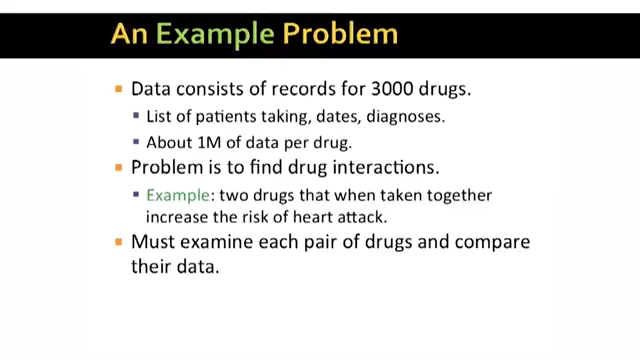 An Example Problem
Data consists of records for 3000 drugs.
List of patients taking, dates, diagnoses.
About 1M of data per drug.
Problem is to find drug interactions.
Example: two drugs that when taken together
increase the risk of heart attack.
Must examine each pair of drugs and compare
their data.